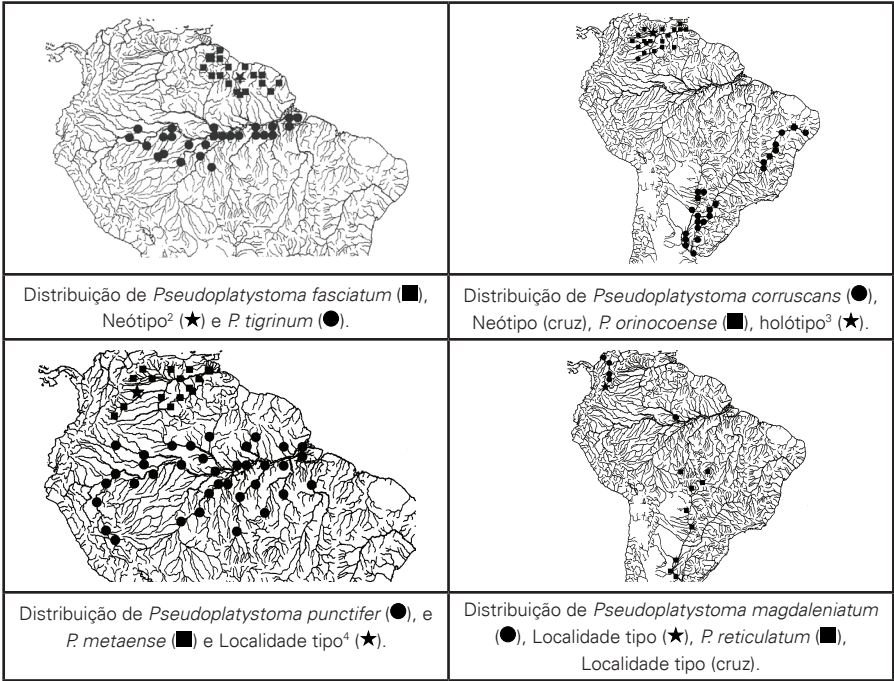 Distribuição de Pseudoplatystoma fasciatum (■),
Neótipo² (★) e P. tigrinum (●).
Distribuição de Pseudoplatystoma corruscans (●),
Neótipo (cruz), P. orinocoense (■), holótipo³ (★).
Distribuição de Pseudoplatystoma punctifer (●), e
P. metaense (■) e Localidade tipo⁴ (★).
Distribuição de Pseudoplatystoma magdaleniatum
(●), Localidade tipo (★), P. reticulatum (■),
Localidade tipo (cruz).